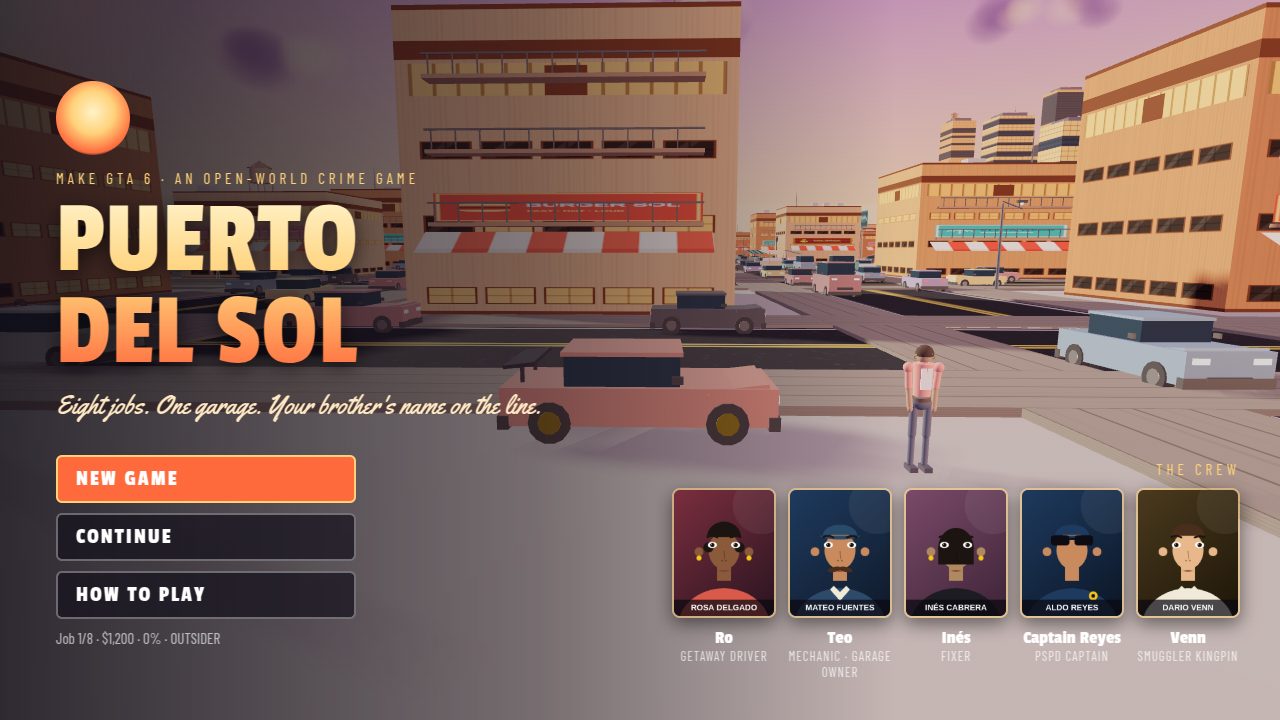 MAKE GTA 6 · AN OPEN-WORLD CRIME GAME
PUERTO
DEL SOL
Eight jobs. One garage. Your brother's name on the line.
NEW GAME
CONTINUE
HOW TO PLAY
Job 1/8 · $1,200 · 0% · OUTSIDER
THE CREW
ROSA DELGADO
MATEO FUENTES
INÉS CABRERA
ALDO REYES
DARIO VENN
Ro
Teo
Inés
Captain Reyes
Venn
GETAWAY DRIVER
MECHANIC · GARAGE
OWNER
FIXER
PSPD CAPTAIN
SMUGGLER KINGPIN